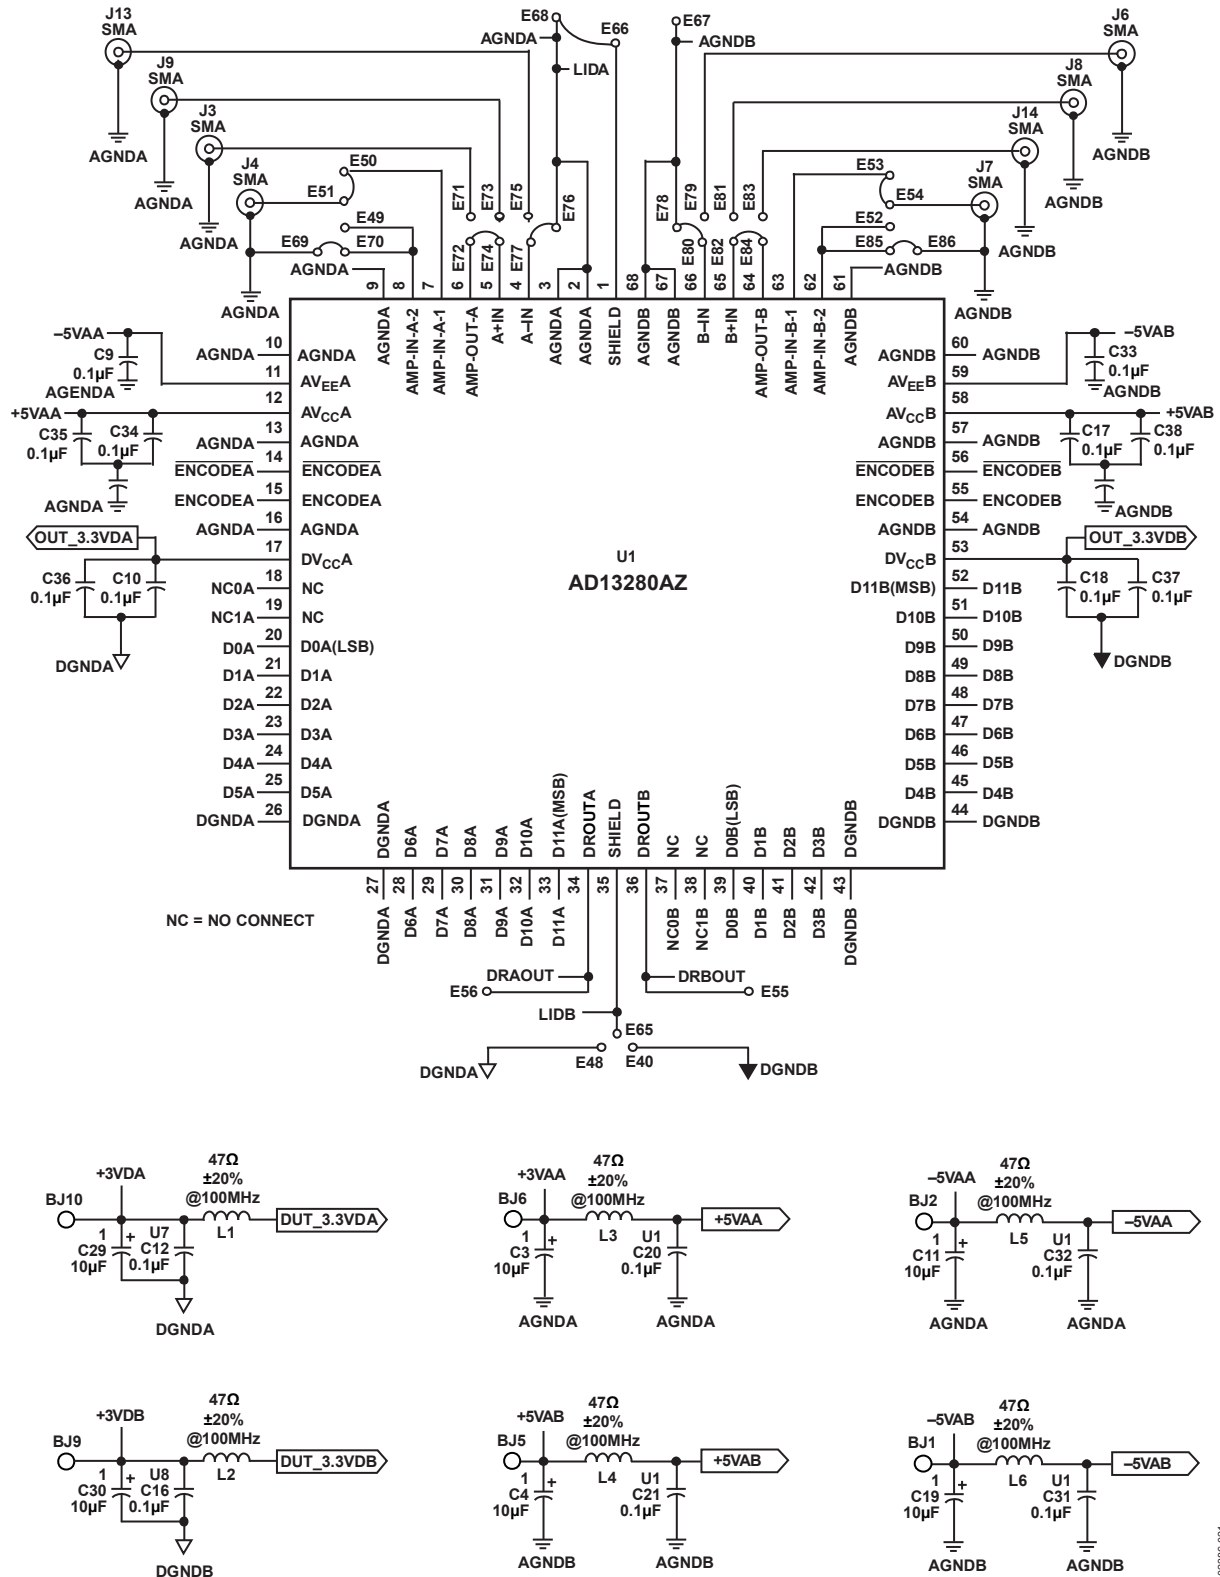 J13
SMA
J9
SMA
J3
SMA
J4
SMA
E68
E66
AGNDA
LIDA
E67
AGNDB
J6
SMA
J8
SMA
J14
SMA
J7
SMA
AGNDA
AGNDA
AGNDA
AGNDA
AGNDB
AGNDB
AGNDB
AGNDB
E50
E51
E49
E69
E70
AGNDA
E71
E73
E75
E72
E74
E77
E76
E78
E79
E81
E83
E80
E82
E84
E53
E54
E52
E85
E86
AGNDB
9 8 7 6 5 4 3 2 1 68 67 66 65 64 63 62 61
AGNDA
AMP-IN-A-2
AMP-IN-A-1
AMP-OUT-A
A+IN
A–IN
AGNDA
AGNDA
SHIELD
AGNDB
AGNDB
B–IN
B+IN
AMP-OUT-B
AMP-IN-B-1
AMP-IN-B-2
AGNDB
–5VAA
C9
0.1µF
AGENDA
+5VAA
C35
0.1µF
C34
0.1µF
AGNDA
OUT_3.3VDA
C36
0.1µF
C10
0.1µF
DGNDA
AGNDA 10 AGNDA
11 AVEEA
12 AVCCA
AGNDA 13 AGNDA
ENCODEA 14 ENCODEA
ENCODEA 15 ENCODEA
AGNDA 16 AGNDA
17 DVCCA
NC0A 18 NC
NC1A 19 NC
D0A 20 D0A(LSB)
D1A 21 D1A
D2A 22 D2A
D3A 23 D3A
D4A 24 D4A
D5A 25 D5A
DGNDA 26 DGNDA
U1
AD13280AZ
AGNDB 60 AGNDB
AVEEB 59
AVCCB 58
AGNDB 57 AGNDB
ENCODEB 56 ENCODEB
ENCODEB 55 ENCODEB
AGNDB 54 AGNDB
DVCCB 53
D11B(MSB) 52 D11B
D10B 51 D10B
D9B 50 D9B
D8B 49 D8B
D7B 48 D7B
D6B 47 D6B
D5B 46 D5B
D4B 45 D4B
DGNDB 44 DGNDB
–5VAB
C33
0.1µF
AGNDB
+5VAB
C17
0.1µF
C38
0.1µF
AGNDB
OUT_3.3VDB
C18
0.1µF
C37
0.1µF
DGNDB
DGNDA
D6A
D7A
D8A
D9A
D10A
D11A(MSB)
DROUTA
SHIELD
DROUTB
NC
NC
D0B(LSB)
D1B
D2B
D3B
DGNDB
27 28 29 30 31 32 33 34 35 36 37 38 39 40 41 42 43
DGNDA
D6A
D7A
D8A
D9A
D10A
D11A
NC0B
NC1B
D0B
D1B
D2B
D3B
DGNDB
NC = NO CONNECT
DRAOUT
E56
DRBOUT
E55
LIDB
E65
E48
E40
DGNDA
DGNDB
+3VDA
47Ω
±20%
@100MHz
BJ10
DUT_3.3VDA
L1
1
C29
10µF
+
U7
C12
0.1µF
DGNDA
+3VAA
47Ω
±20%
@100MHz
BJ6
+5VAA
L3
1
C3
10µF
+
U1
C20
0.1µF
AGNDA
AGNDA
–5VAA
47Ω
±20%
@100MHz
BJ2
–5VAA
L5
1
C11
10µF
+
U1
C32
0.1µF
AGNDA
AGNDA
+3VDB
47Ω
±20%
@100MHz
BJ9
DUT_3.3VDB
L2
1
C30
10µF
+
U8
C16
0.1µF
DGNDB
+5VAB
47Ω
±20%
@100MHz
BJ5
+5VAB
L4
1
C4
10µF
+
U1
C21
0.1µF
AGNDB
AGNDB
–5VAB
47Ω
±20%
@100MHz
BJ1
–5VAB
L6
1
C19
10µF
+
U1
C31
0.1µF
AGNDB
AGNDB